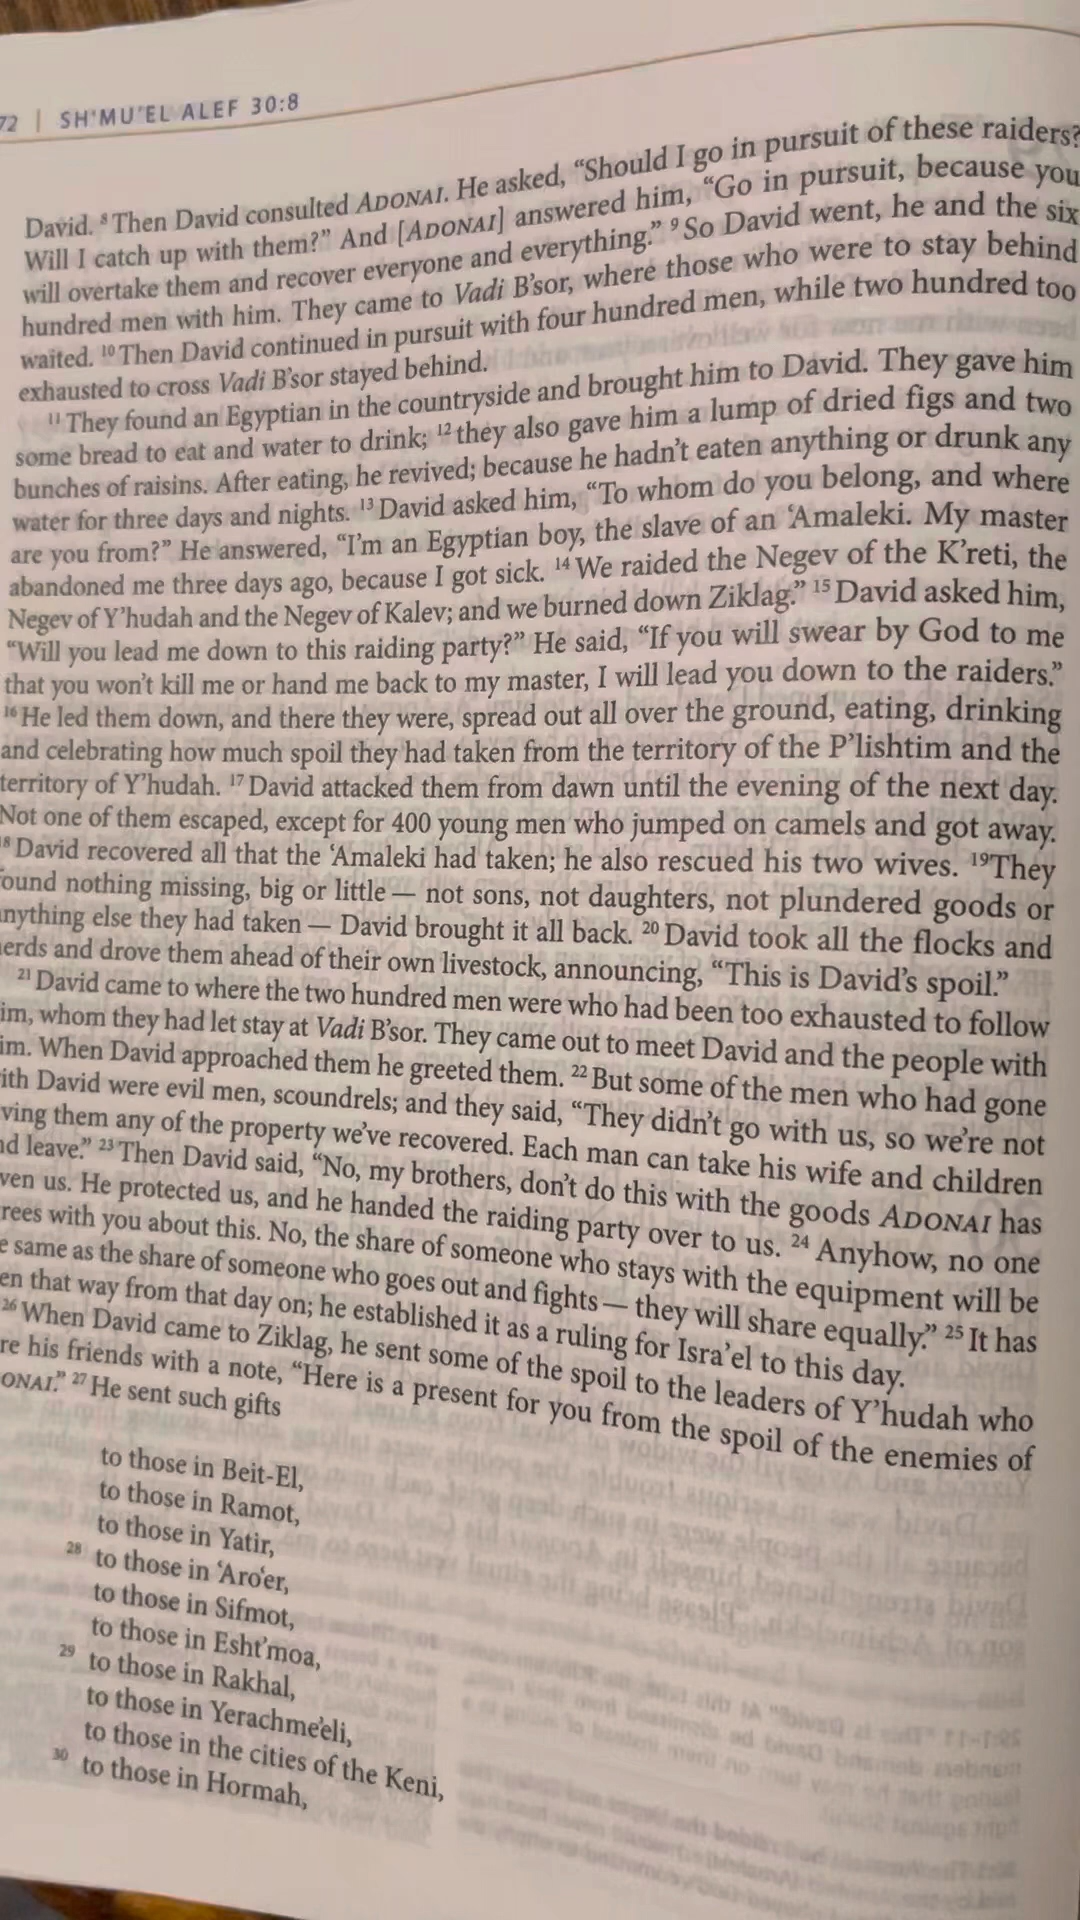 72 | SH'MU'EL ALEF 30:8
David. 8 Then David consulted ADONAI. He asked, “Should I go in pursuit of these raiders?
Will I catch up with them?” And [ADONAI] answered him, “Go in pursuit, because you
will overtake them and recover everyone and everything.” 9 So David went, he and the six
hundred men with him. They came to Vadi B'sor, where those who were to stay behind
waited. 10 Then David continued in pursuit with four hundred men, while two hundred too
exhausted to cross Vadi B'sor stayed behind.
11 They found an Egyptian in the countryside and brought him to David. They gave him
some bread to eat and water to drink; 12 they also gave him a lump of dried figs and two
bunches of raisins. After eating, he revived; because he hadn't eaten anything or drunk any
water for three days and nights. 13 David asked him, “To whom do you belong, and where
are you from?” He answered, “I'm an Egyptian boy, the slave of an ‘Amaleki. My master
abandoned me three days ago, because I got sick. 14 We raided the Negev of the K'reti, the
Negev of Y'hudah and the Negev of Kalev; and we burned down Ziklag.” 15 David asked him,
“Will you lead me down to this raiding party?” He said, “If you will swear by God to me
that you won't kill me or hand me back to my master, I will lead you down to the raiders.”
16 He led them down, and there they were, spread out all over the ground, eating, drinking
and celebrating how much spoil they had taken from the territory of the P'lishtim and the
territory of Y'hudah. 17 David attacked them from dawn until the evening of the next day.
Not one of them escaped, except for 400 young men who jumped on camels and got away.
18 David recovered all that the ‘Amaleki had taken; he also rescued his two wives. 19 They
ound nothing missing, big or little — not sons, not daughters, not plundered goods or
nything else they had taken — David brought it all back. 20 David took all the flocks and
erds and drove them ahead of their own livestock, announcing, “This is David's spoil.”
21 David came to where the two hundred men were who had been too exhausted to follow
im, whom they had let stay at Vadi B'sor. They came out to meet David and the people with
im. When David approached them he greeted them. 22 But some of the men who had gone
ith David were evil men, scoundrels; and they said, “They didn't go with us, so we're not
ving them any of the property we've recovered. Each man can take his wife and children
nd leave.” 23 Then David said, “No, my brothers, don't do this with the goods ADONAI has
ven us. He protected us, and he handed the raiding party over to us. 24 Anyhow, no one
rees with you about this. No, the share of someone who stays with the equipment will be
e same as the share of someone who goes out and fights — they will share equally.” 25 It has
en that way from that day on; he established it as a ruling for Isra'el to this day.
26 When David came to Ziklag, he sent some of the spoil to the leaders of Y'hudah who
re his friends with a note, “Here is a present for you from the spoil of the enemies of
ONAI.” 27 He sent such gifts
to those in Beit-El,
to those in Ramot,
to those in Yatir,
28 to those in ‘Aro‘er,
to those in Sifmot,
to those in Esht'moa,
29 to those in Rakhal,
to those in Yerachme'eli,
to those in the cities of the Keni,
30 to those in Hormah,